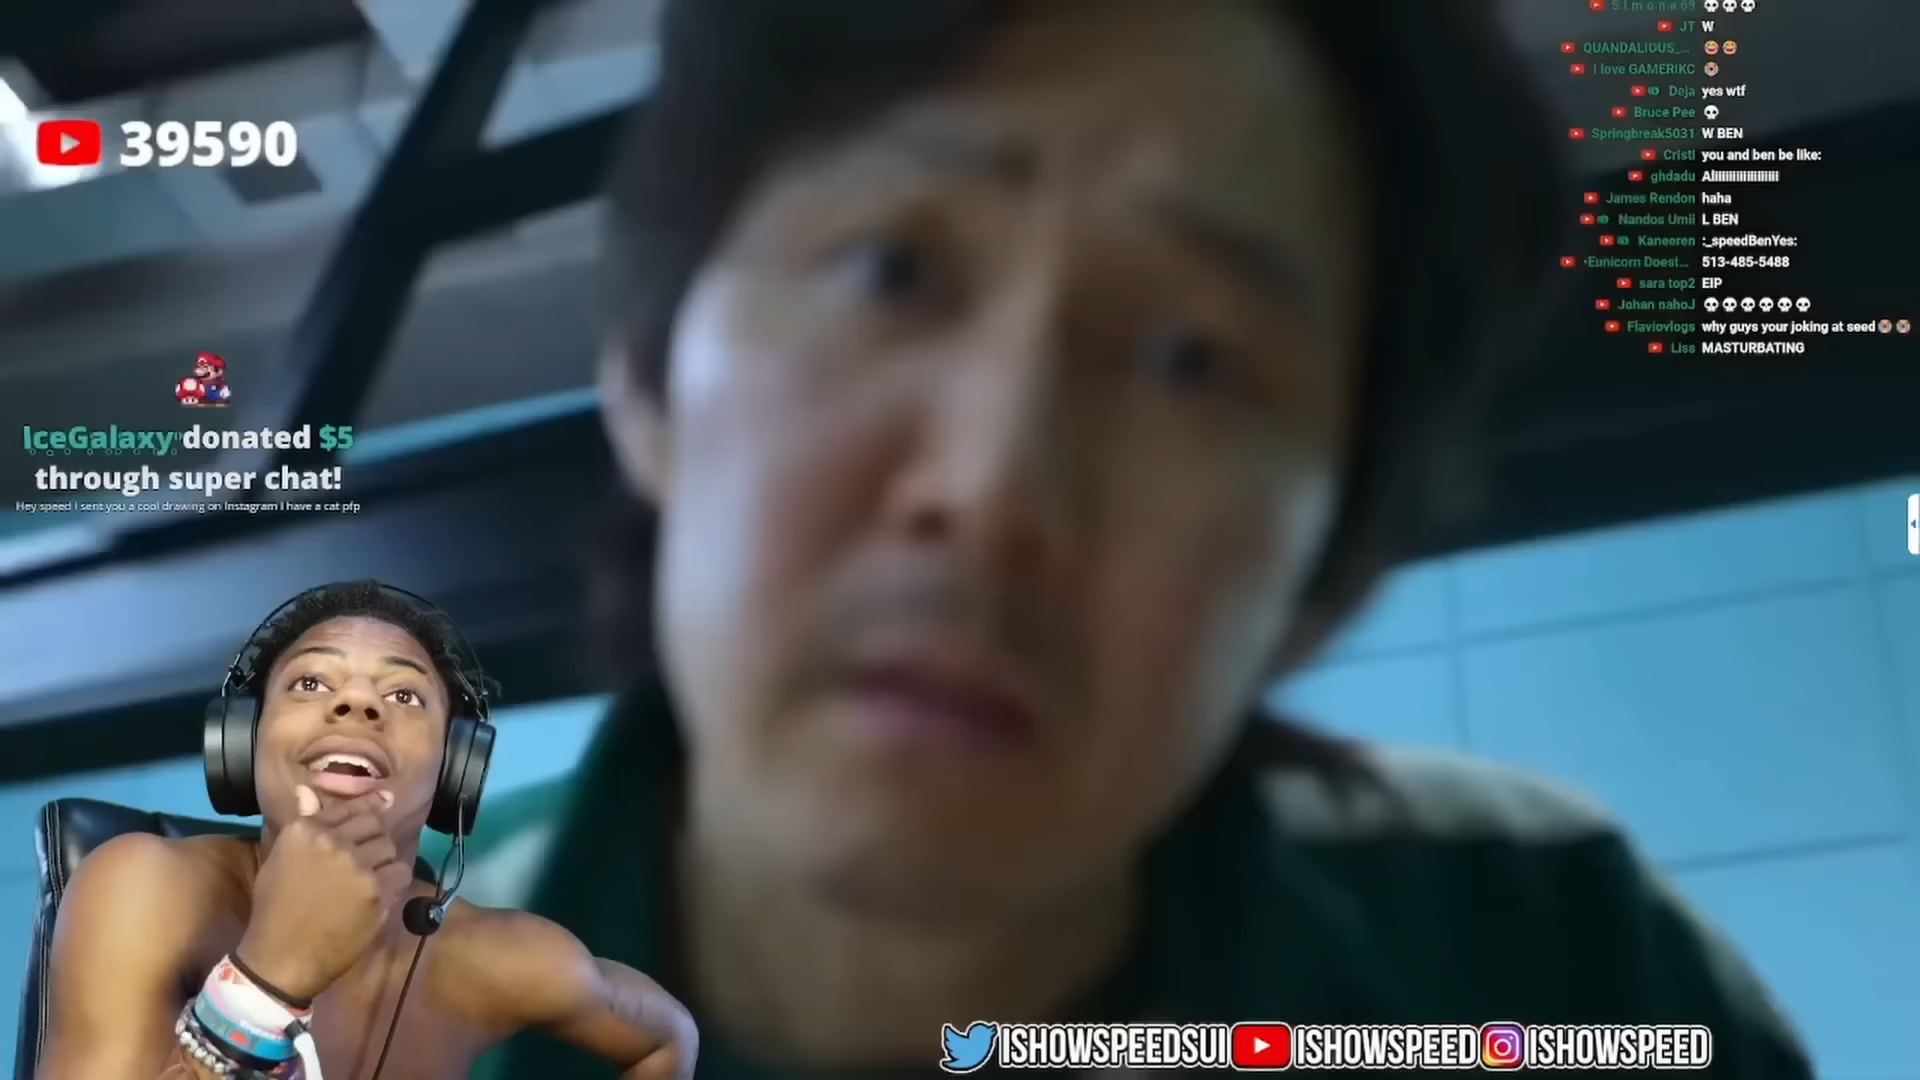 39590
IceGalaxy donated $5
through super chat!
Hey speed I sent you a cool drawing on Instagram I have a cat pfp
S i.m o.n.a 69
JT W
QUANDALIOUS_...
I love GAMERIKC
Deja yes wtf
Bruce Pee
Springbreak5031 W BEN
Cristi you and ben be like:
ghdadu
James Rendon haha
Nandos Umii L BEN
Kaneeren :_speedBenYes:
•Eunicorn Doest... 513-485-5488
sara top2 EIP
Johan nahoJ
Flaviovlogs why guys your joking at seed
Liss MASTURBATING
ISHOWSPEEDSUI ISHOWSPEED ISHOWSPEED